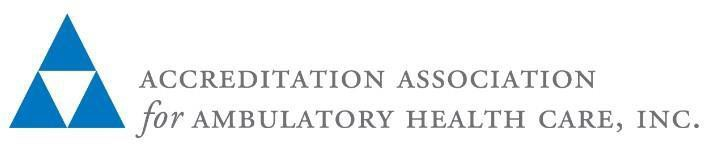 ACCREDITATION ASSOCIATION
for AMBULATORY HEALTH CARE, INC.